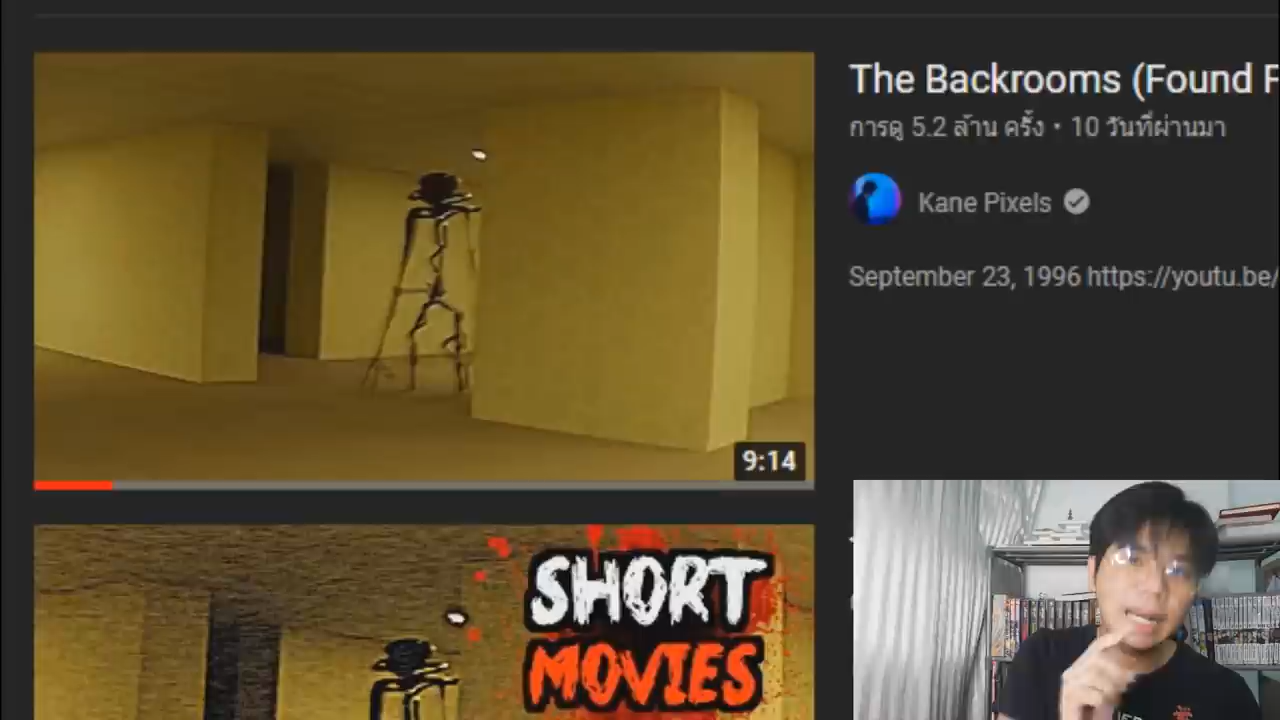 The Backrooms (Found F
การดู 5.2 ล้าน ครั้ง • 10 วันที่ผ่านมา
Kane Pixels
September 23, 1996 https://youtu.be/
9:14
SHORT
MOVIES